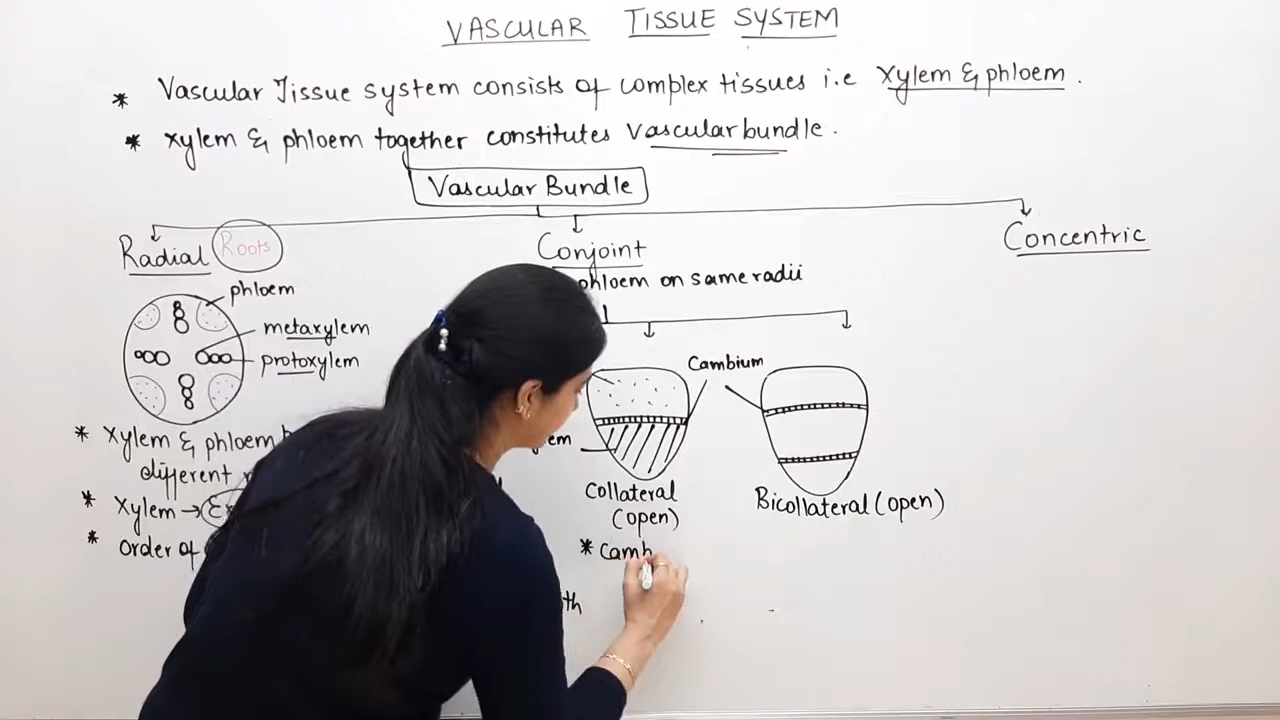 VASCULAR TISSUE SYSTEM
* Vascular Tissue system consists of complex tissues i.e Xylem & phloem.
* Xylem & phloem together constitutes Vascular bundle.
Vascular Bundle
Radial Roots
Conjoint
Concentric
phloem on same radii
phloem
metaxylem
protoxylem
Cambium
* Xylem & phloem
different
* Xylem →
* order of
Collateral
(open)
Bicollateral (open)
* Camb